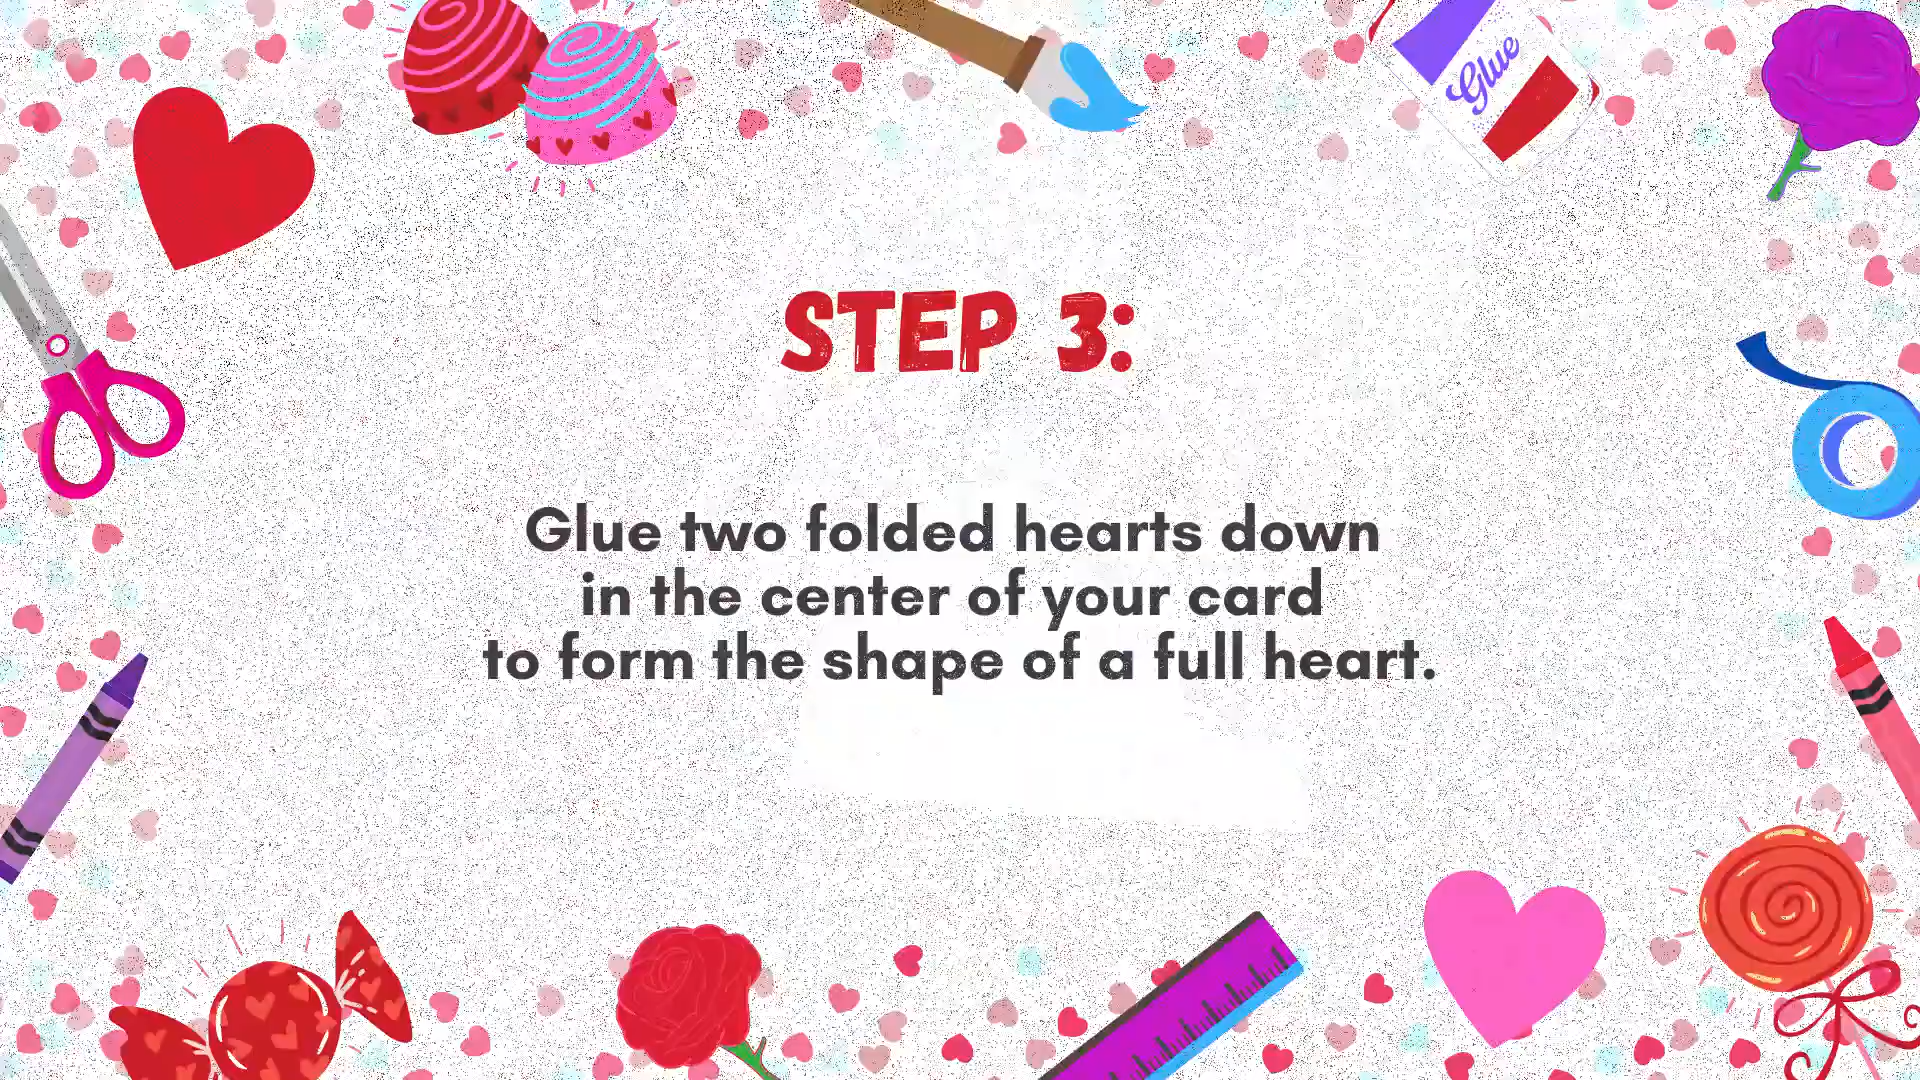 Glue
STEP 3:
Glue two folded hearts down
in the center of your card
to form the shape of a full heart.